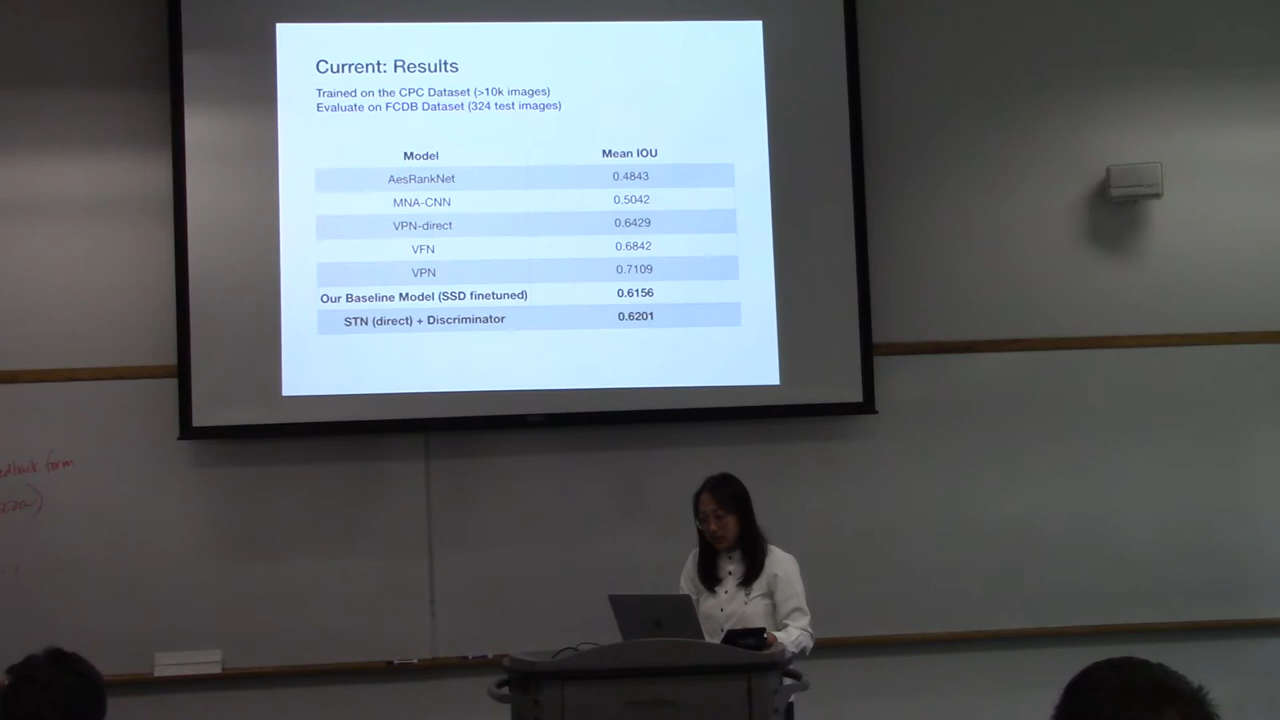 Current: Results
Trained on the CPC Dataset (>10k images)
Evaluate on FCDB Dataset (324 test images)
Model Mean IOU
AesRankNet 0.4843
MNA-CNN 0.5042
VPN-direct 0.6429
VFN 0.6842
VPN 0.7109
Our Baseline Model (SSD finetuned) 0.6156
STN (direct) + Discriminator 0.6201
form